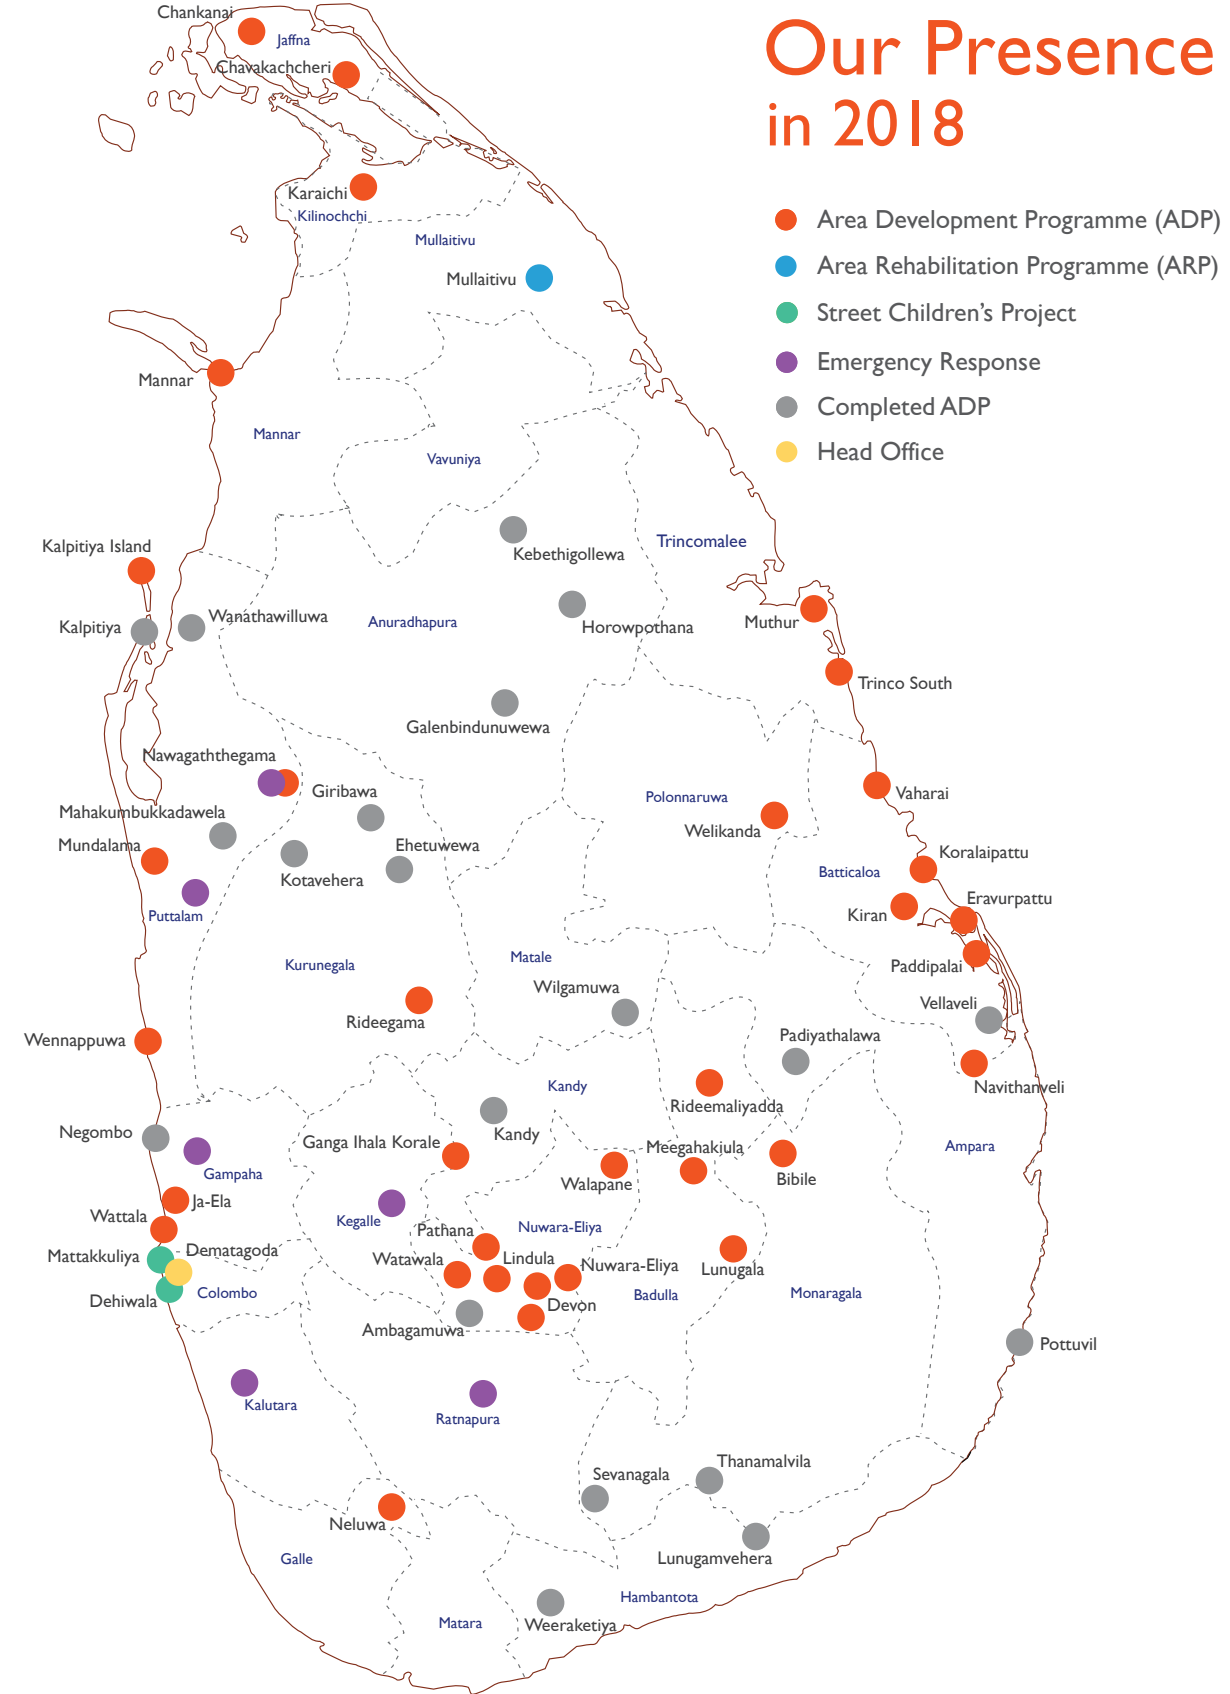 Our Presence
in 2018
Area Development Programme (ADP)
Area Rehabilitation Programme (ARP)
Street Children's Project
Emergency Response
Completed ADP
Head Office
Chankanai
Jaffna
Chavakachcheri
Karaichi
Kilinochchi
Mullaitivu
Mullaitivu
Mannar
Mannar
Vavuniya
Kebethigollewa
Trincomalee
Kalpitiya Island
Kalpitiya
Wanathawilluwa
Anuradhapura
Horowpothana
Muthur
Trinco South
Galenbindunuwewa
Nawagaththegama
Giribawa
Polonnaruwa
Vaharai
Mahakumbukkadawela
Welikanda
Mundalama
Ehetuwewa
Koralaipattu
Kotavehera
Batticaloa
Eravurpattu
Puttalam
Kiran
Kurunegala
Matale
Paddipalai
Wilgamuwa
Vellaveli
Rideegama
Wennappuwa
Padiyathalawa
Kandy
Navithanveli
Rideemaliyadda
Negombo
Kandy
Ganga Ihala Korale
Meegahakiula
Ampara
Gampaha
Walapane
Bibile
Ja-Ela
Wattala
Kegalle
Pathana
Nuwara-Eliya
Mattakkuliya
Dematagoda
Watawala
Lindula
Nuwara-Eliya
Lunugala
Dehiwala
Colombo
Devon
Badulla
Monaragala
Ambagamuwa
Pottuvil
Kalutara
Ratnapura
Thanamalvila
Sevanagala
Neluwa
Galle
Lunugamvehera
Hambantota
Matara
Weeraketiya